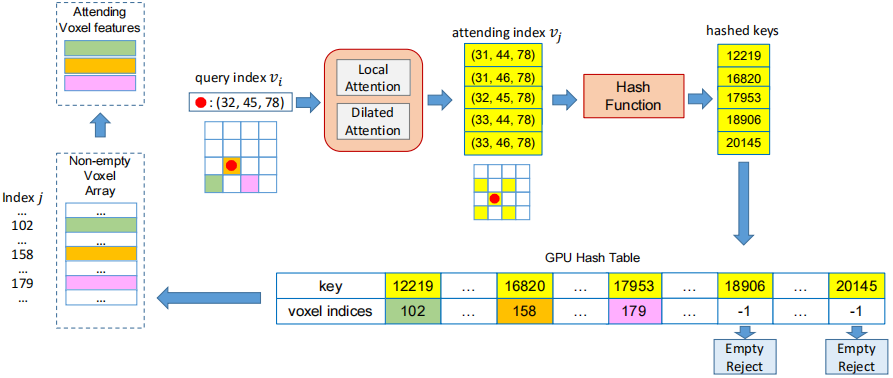 Attending
Voxel features
query index v_i
: (32, 45, 78)
Local
Attention
Dilated
Attention
attending index v_j
(31, 44, 78)
(31, 46, 78)
(32, 45, 78)
(33, 44, 78)
(33, 46, 78)
Hash
Function
hashed keys
12219
16820
17953
18906
20145
Non-empty
Voxel
Array
Index j
... ...
102
... ...
158
... ...
179
... ...
GPU Hash Table
key 12219 ... 16820 ... 17953 ... 18906 ... 20145
voxel indices 102 ... 158 ... 179 ... -1 ... -1
Empty
Reject
Empty
Reject